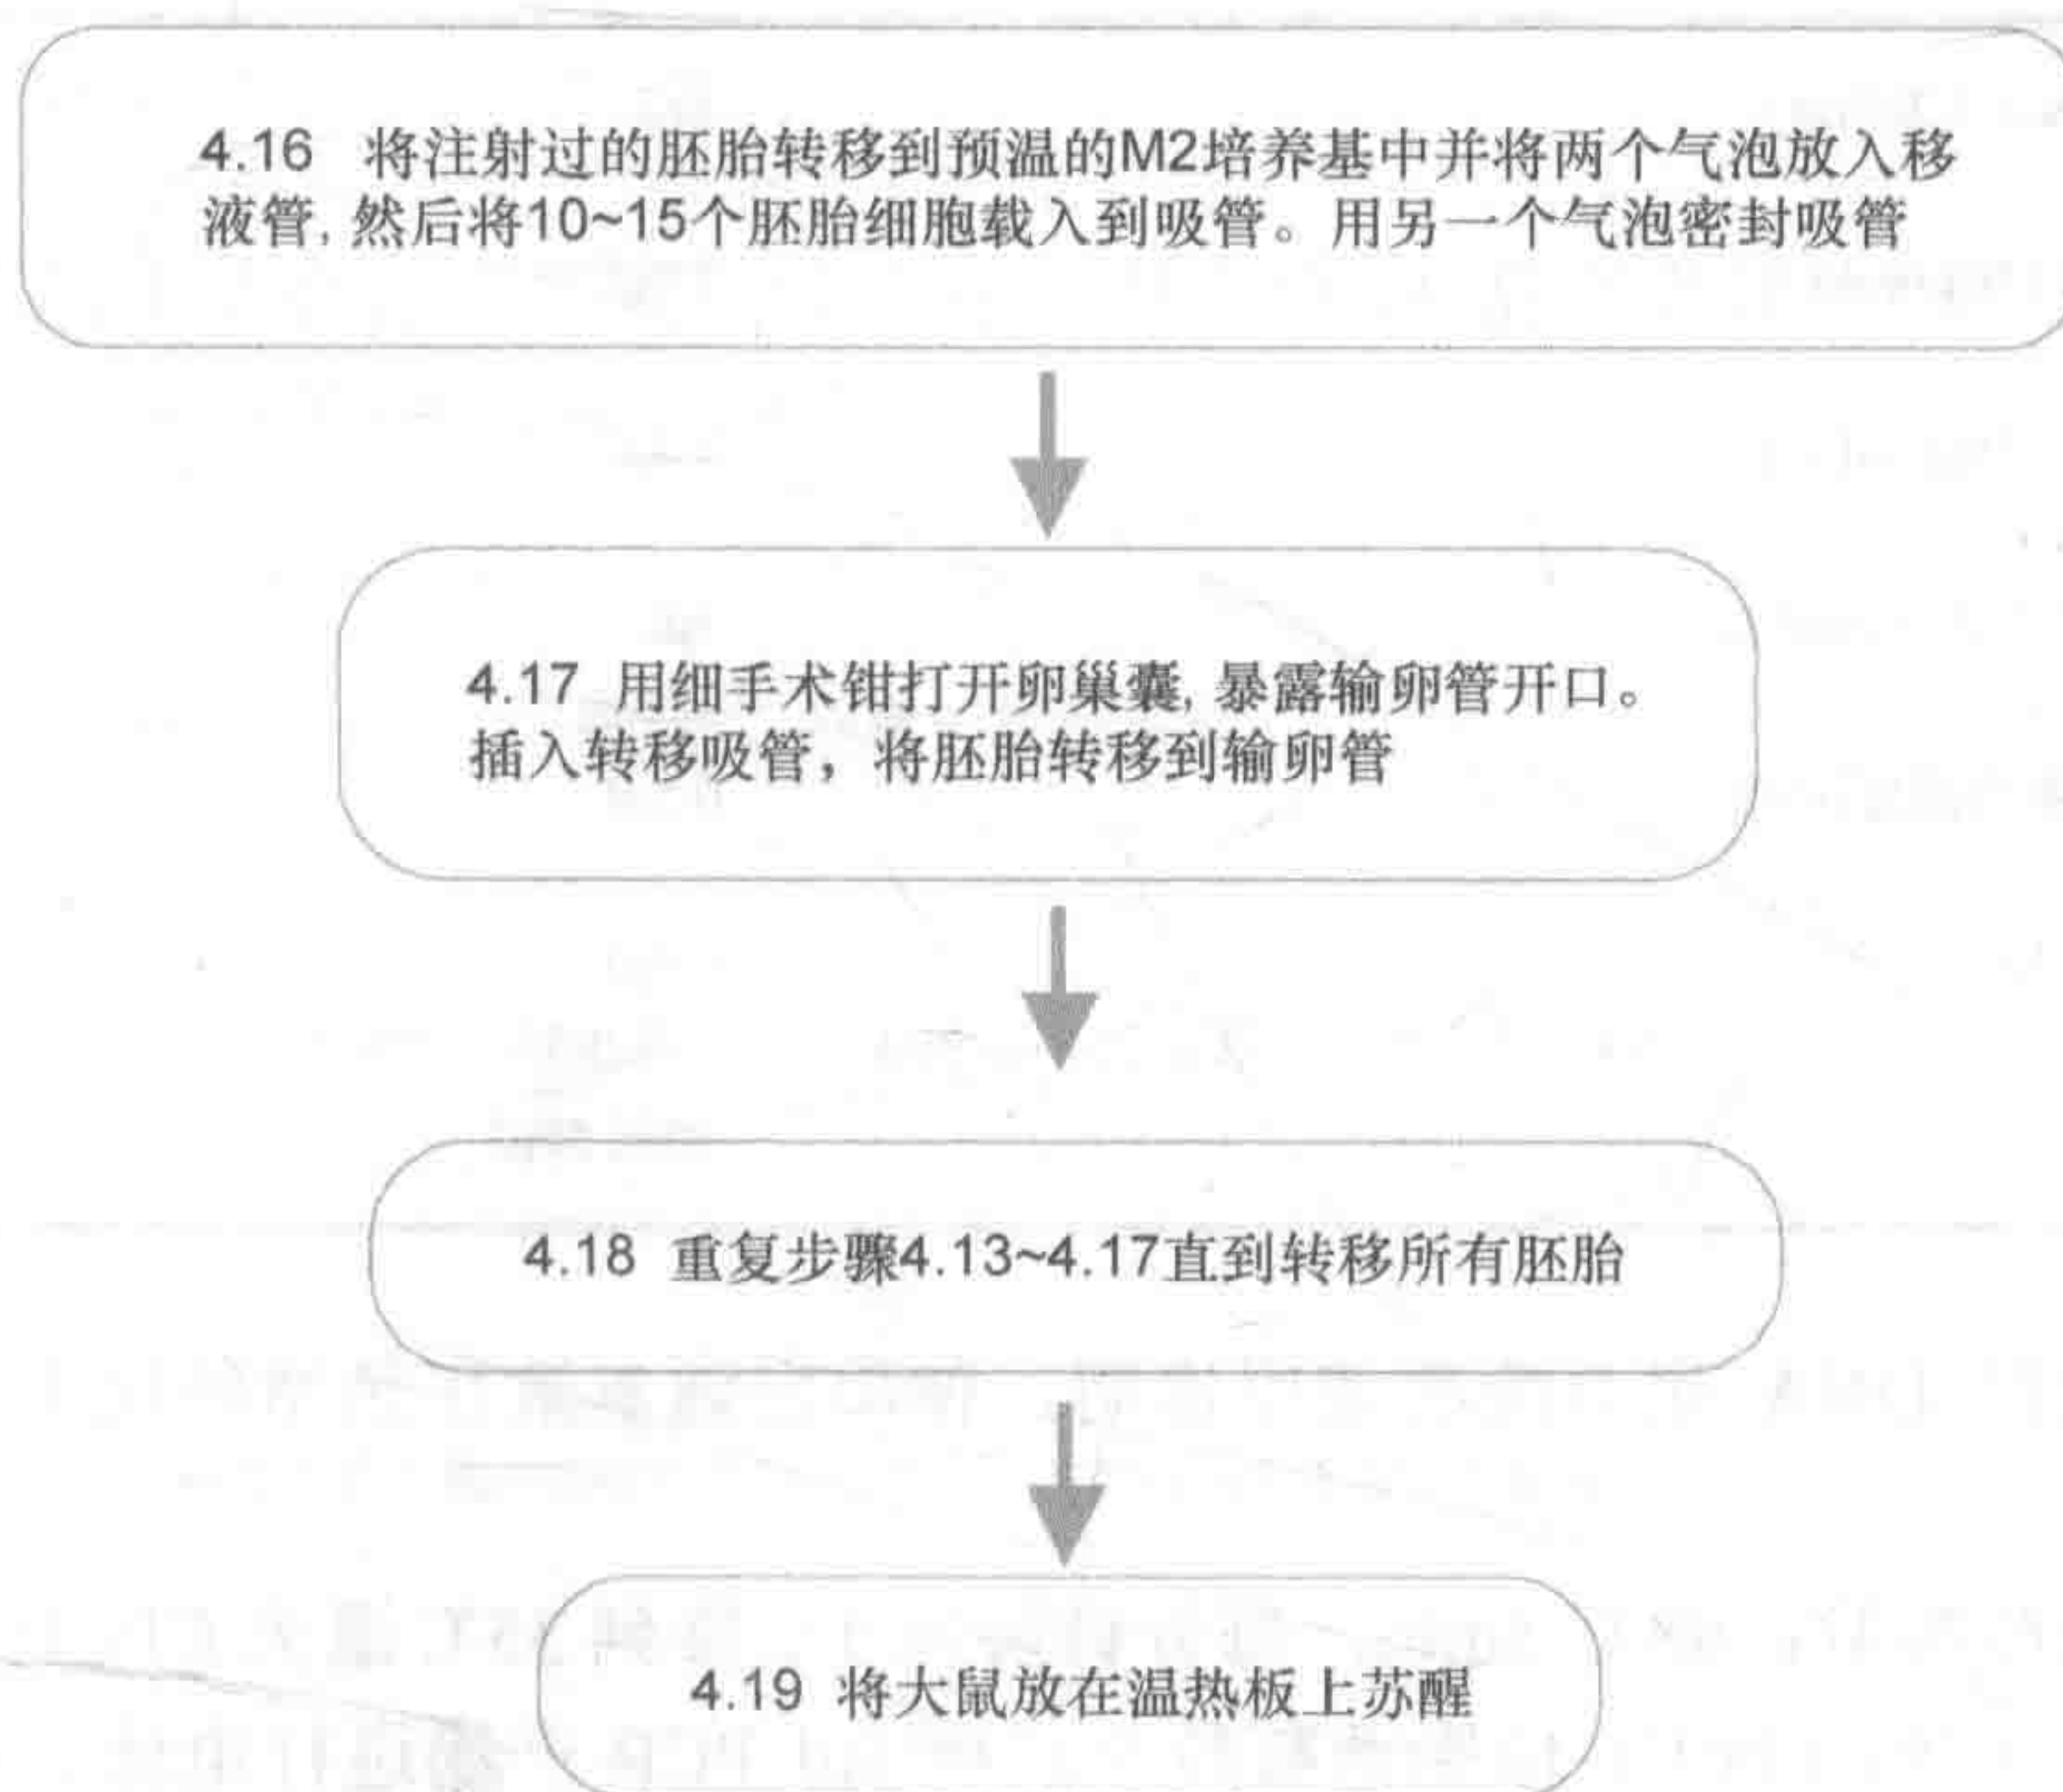 4.16 将注射过的胚胎转移到预温的M2培养基中并将两个气泡放入移
液管, 然后将10~15个胚胎细胞载入到吸管。用另一个气泡密封吸管
4.17 用细手术钳打开卵巢囊, 暴露输卵管开口。
插入转移吸管，将胚胎转移到输卵管
4.18 重复步骤4.13~4.17直到转移所有胚胎
4.19 将大鼠放在温热板上苏醒